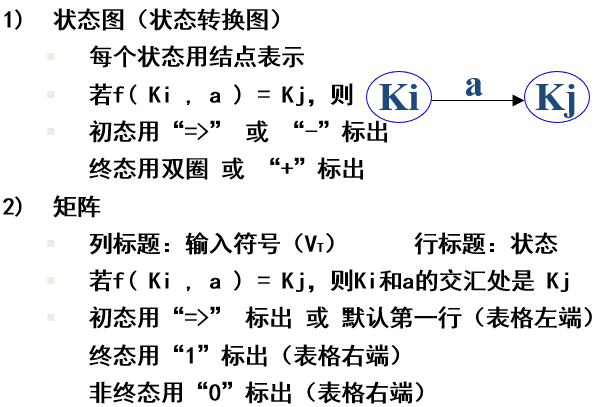 1) 状态图（状态转换图）
每个状态用结点表示
若f( Ki , a ) = Kj, 则 Ki a Kj
初态用“=>” 或 “-”标出
终态用双圈 或 “+”标出
2) 矩阵
列标题：输入符号（VT） 行标题：状态
若f( Ki , a ) = Kj, 则Ki和a的交汇处是 Kj
初态用“=>” 标出 或 默认第一行（表格左端）
终态用“1”标出（表格右端）
非终态用“0”标出（表格右端）